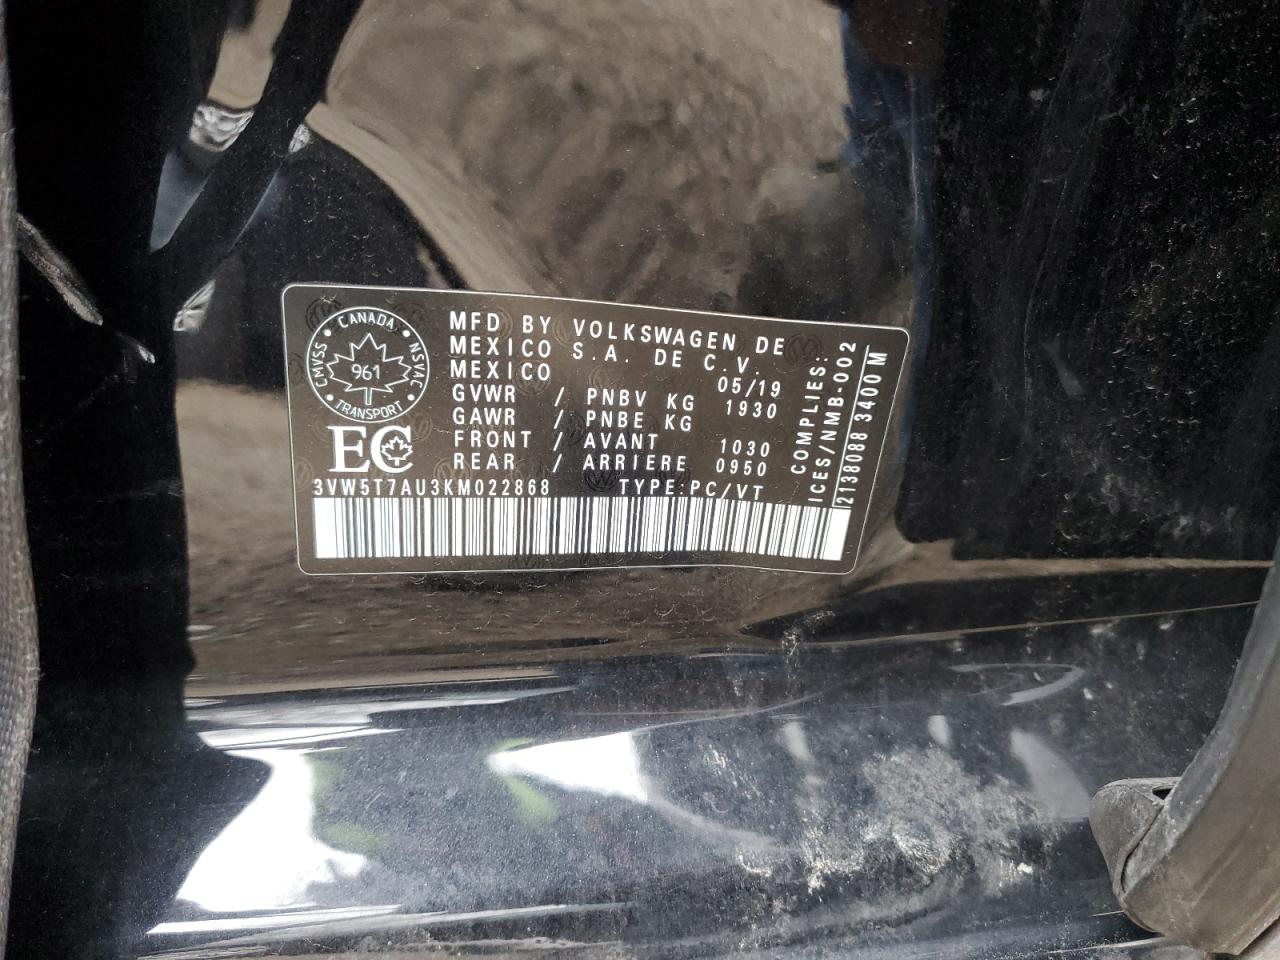 CANADA
CMVSS
NSVAC
961
TRANSPORT
EC
MFD BY VOLKSWAGEN DE
MEXICO S.A. DE C.V.
MEXICO 05/19
GVWR / PNBV KG 1930
GAWR / PNBE KG
FRONT / AVANT 1030
REAR / ARRIERE 0950
3VW5T7AU3KM022868 TYPE:PC/VT
COMPLIES:
ICES/NMB-002
2138088 3400 M